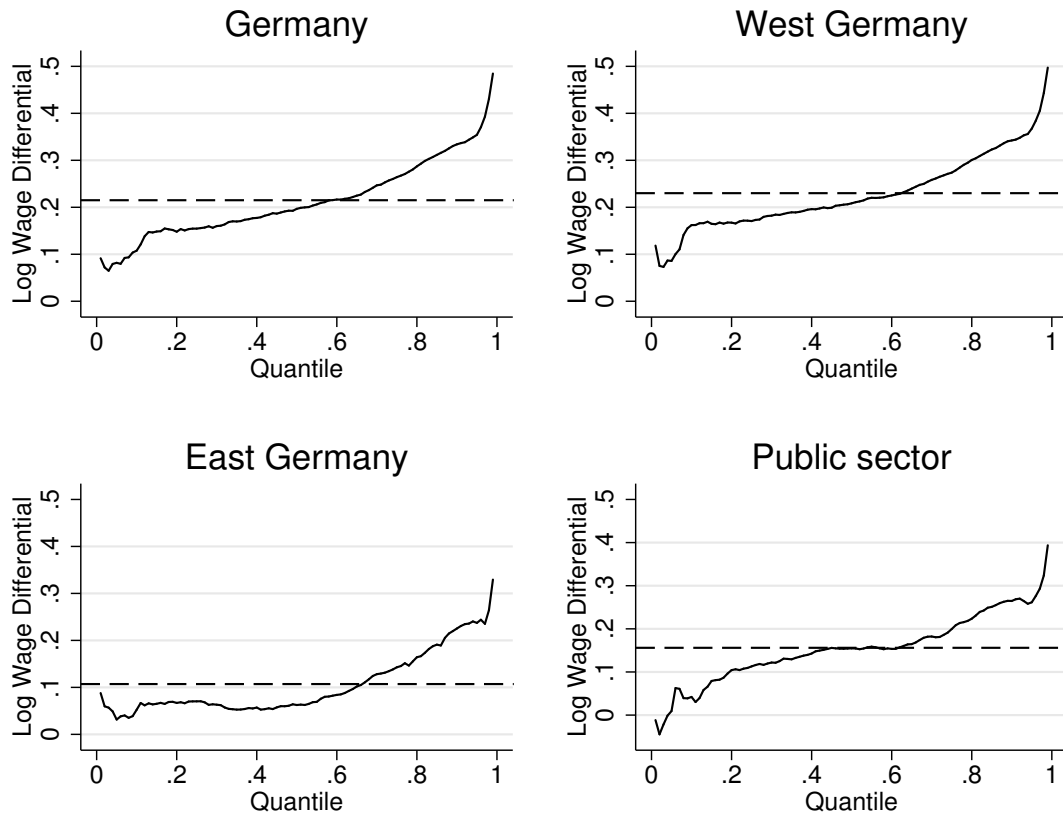 Germany
Log Wage Differential
0 .1 .2 .3 .4 .5
0 .2 .4 .6 .8 1
Quantile
West Germany
Log Wage Differential
0 .1 .2 .3 .4 .5
0 .2 .4 .6 .8 1
Quantile
East Germany
Log Wage Differential
0 .1 .2 .3 .4 .5
0 .2 .4 .6 .8 1
Quantile
Public sector
Log Wage Differential
0 .1 .2 .3 .4 .5
0 .2 .4 .6 .8 1
Quantile